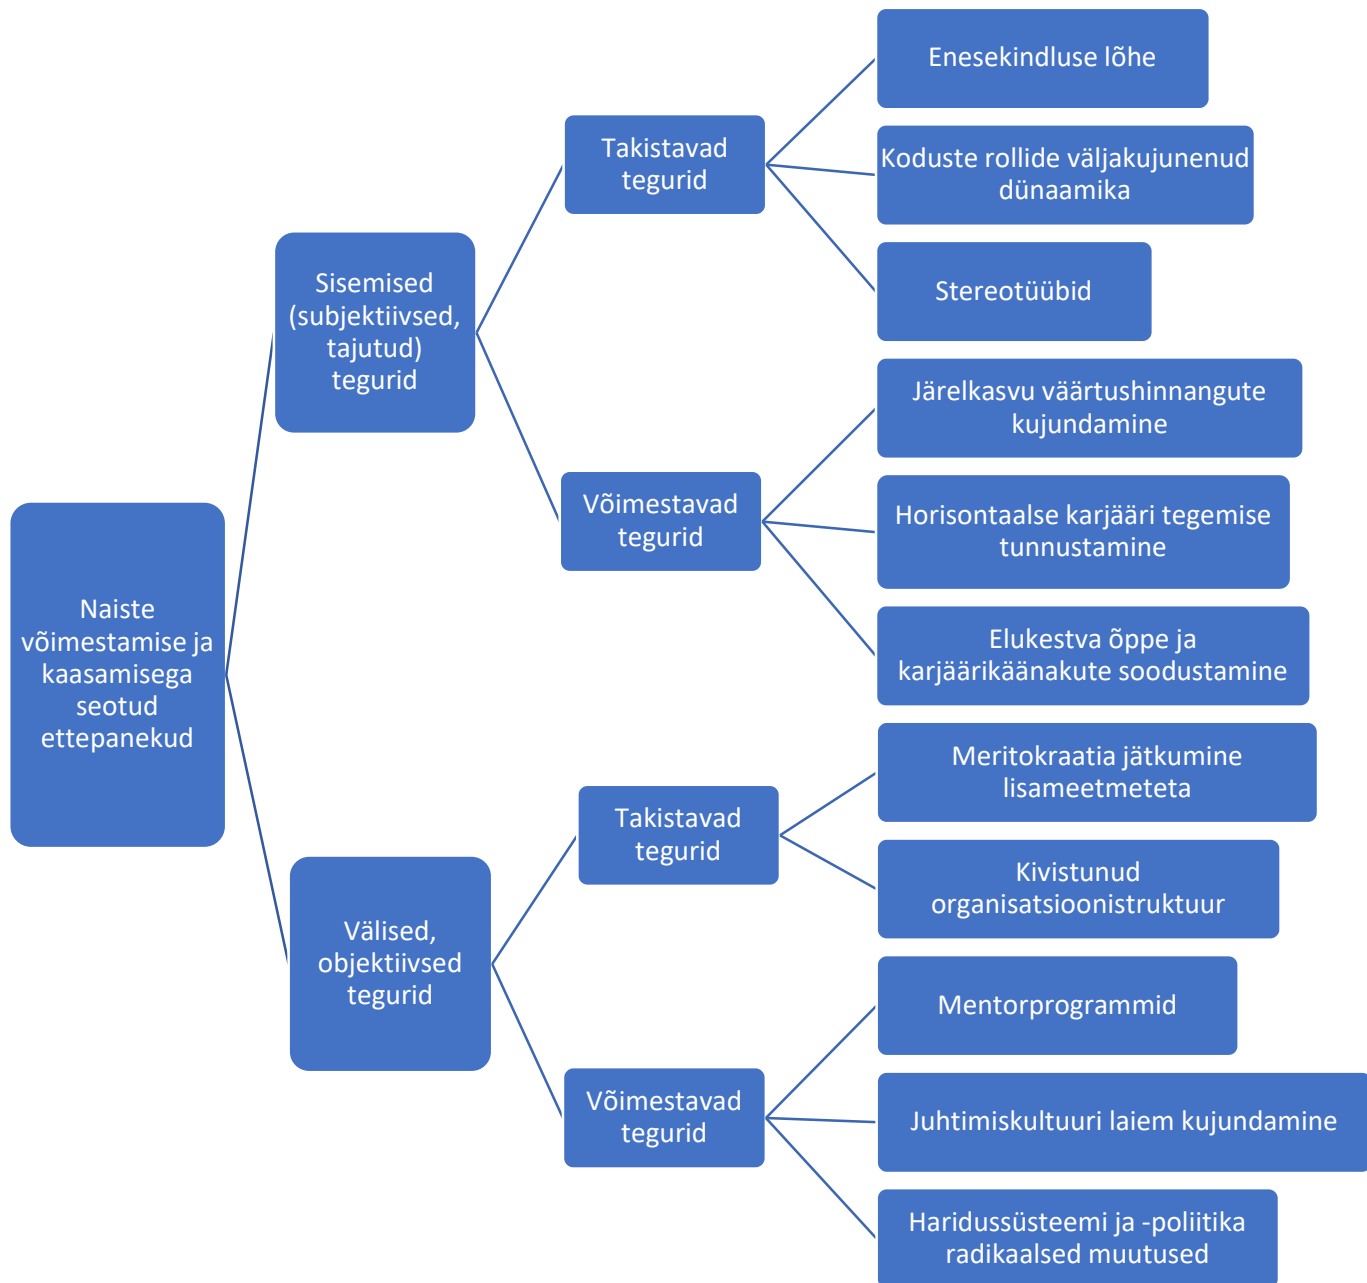 Naiste
võimestamise ja
kaasamisega
seotud
ettepanekud
Sisemised
(subjektiivsed,
tajutud)
tegurid
Takistavad
tegurid
Enesekindluse lõhe
Koduste rollide väljakujunenud
dünaamika
Stereotüübid
Võimestavad
tegurid
Järelkasvu väärtushinnangute
kujundamine
Horisontaalse karjääri tegemise
tunnustamine
Elukestva õppe ja
karjäärikäänakute soodustamine
Välised,
objektiivsed
tegurid
Takistavad
tegurid
Meritokraatia jätkumine
lisameetmeteta
Kivistunud
organisatsioonistruktuur
Võimestavad
tegurid
Mentorprogrammid
Juhtimiskultuuri laiem kujundamine
Haridussüsteemi ja -poliitika
radikaalsed muutused